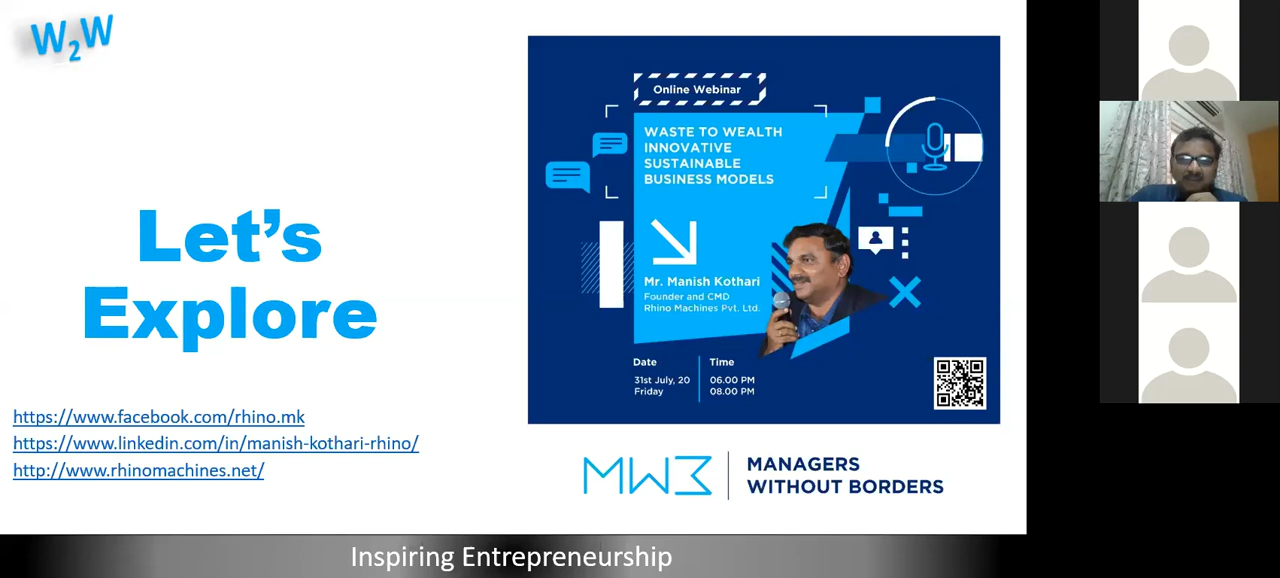 W2W
Let's
Explore
https://www.facebook.com/rhino.mk
https://www.linkedin.com/in/manish-kothari-rhino/
http://www.rhinomachines.net/
Online Webinar
WASTE TO WEALTH
INNOVATIVE
SUSTAINABLE
BUSINESS MODELS
Mr. Manish Kothari
Founder and CMD
Rhino Machines Pvt. Ltd.
Date
31st July, 20
Friday
Time
06.00 PM
08.00 PM
MW3
MANAGERS
WITHOUT BORDERS
Inspiring Entrepreneurship